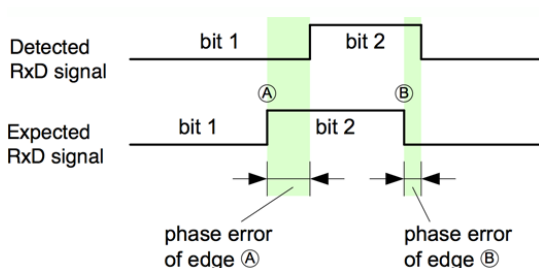 Detected
RxD signal
bit 1
bit 2
Ⓐ
Ⓑ
Expected
RxD signal
bit 1
bit 2
phase error
of edge Ⓐ
phase error
of edge Ⓑ